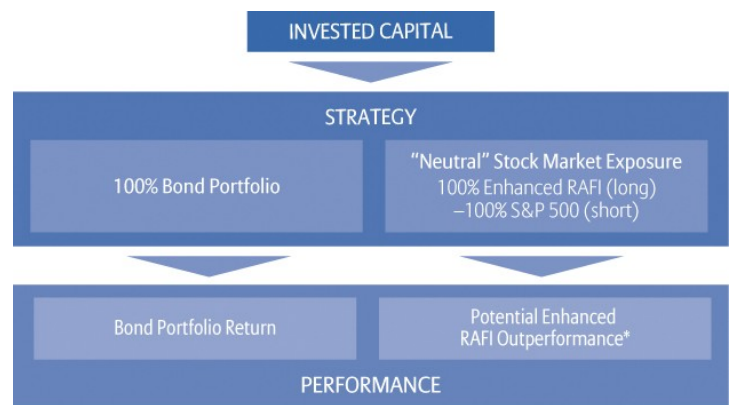 INVESTED CAPITAL
STRATEGY
100% Bond Portfolio
“Neutral” Stock Market Exposure
100% Enhanced RAFI (long)
–100% S&P 500 (short)
Bond Portfolio Return
Potential Enhanced
RAFI Outperformance*
PERFORMANCE